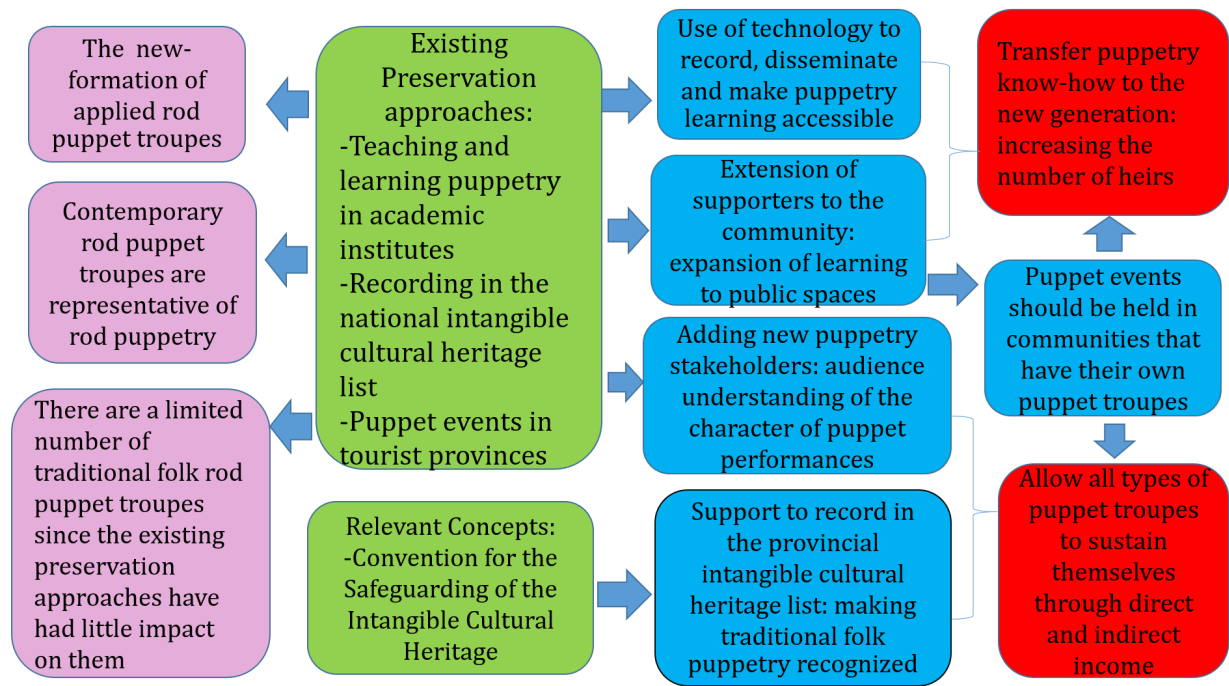 The new-
formation of
applied rod
puppet troupes
Contemporary
rod puppet
troupes are
representative of
rod puppetry
There are a limited
number of
traditional folk rod
puppet troupes
since the existing
preservation
approaches have
had little impact
on them
Existing
Preservation
approaches:
-Teaching and
learning puppetry
in academic
institutes
-Recording in the
national intangible
cultural heritage
list
-Puppet events in
tourist provinces
Relevant Concepts:
-Convention for the
Safeguarding of the
Intangible Cultural
Heritage
Use of technology to
record, disseminate
and make puppetry
learning accessible
Extension of
supporters to the
community:
expansion of learning
to public spaces
Adding new puppetry
stakeholders: audience
understanding of the
character of puppet
performances
Support to record in
the provincial
intangible cultural
heritage list: making
traditional folk
puppetry recognized
Transfer puppetry
know-how to the
new generation:
increasing the
number of heirs
Puppet events
should be held in
communities that
have their own
puppet troupes
Allow all types of
puppet troupes
to sustain
themselves
through direct
and indirect
income